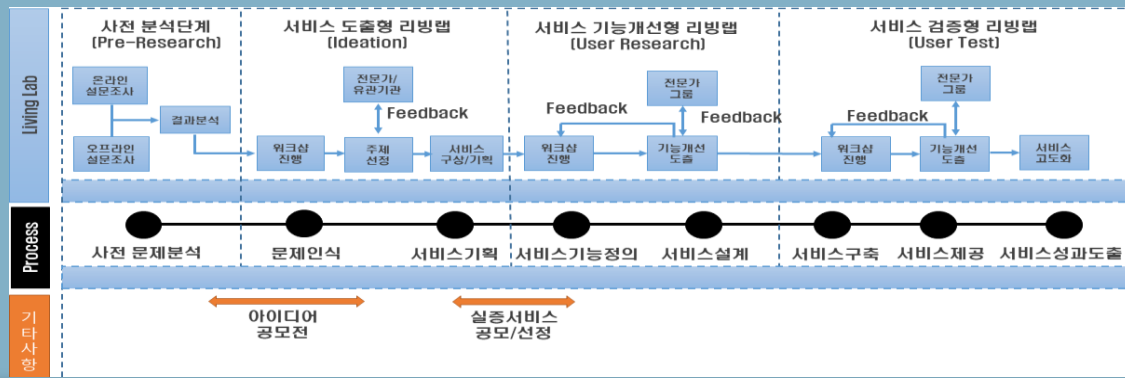 Living Lab
사전 분석단계
(Pre-Research)
온라인
설문조사
결과분석
오프라인
설문조사
서비스 도출형 리빙랩
(Ideation)
전문가/
유관기관
Feedback
워크샵
진행
주제
선정
서비스
구상/기획
서비스 기능개선형 리빙랩
(User Research)
전문가
그룹
Feedback
Feedback
워크샵
진행
기능개선
도출
서비스 검증형 리빙랩
(User Test)
전문가
그룹
Feedback
워크샵
진행
기능개선
도출
서비스
고도화
Process
사전 문제분석
문제인식
서비스기획
서비스기능정의
서비스설계
서비스구축
서비스제공
서비스성과도출
기타사항
아이디어
공모전
실증서비스
공모/선정